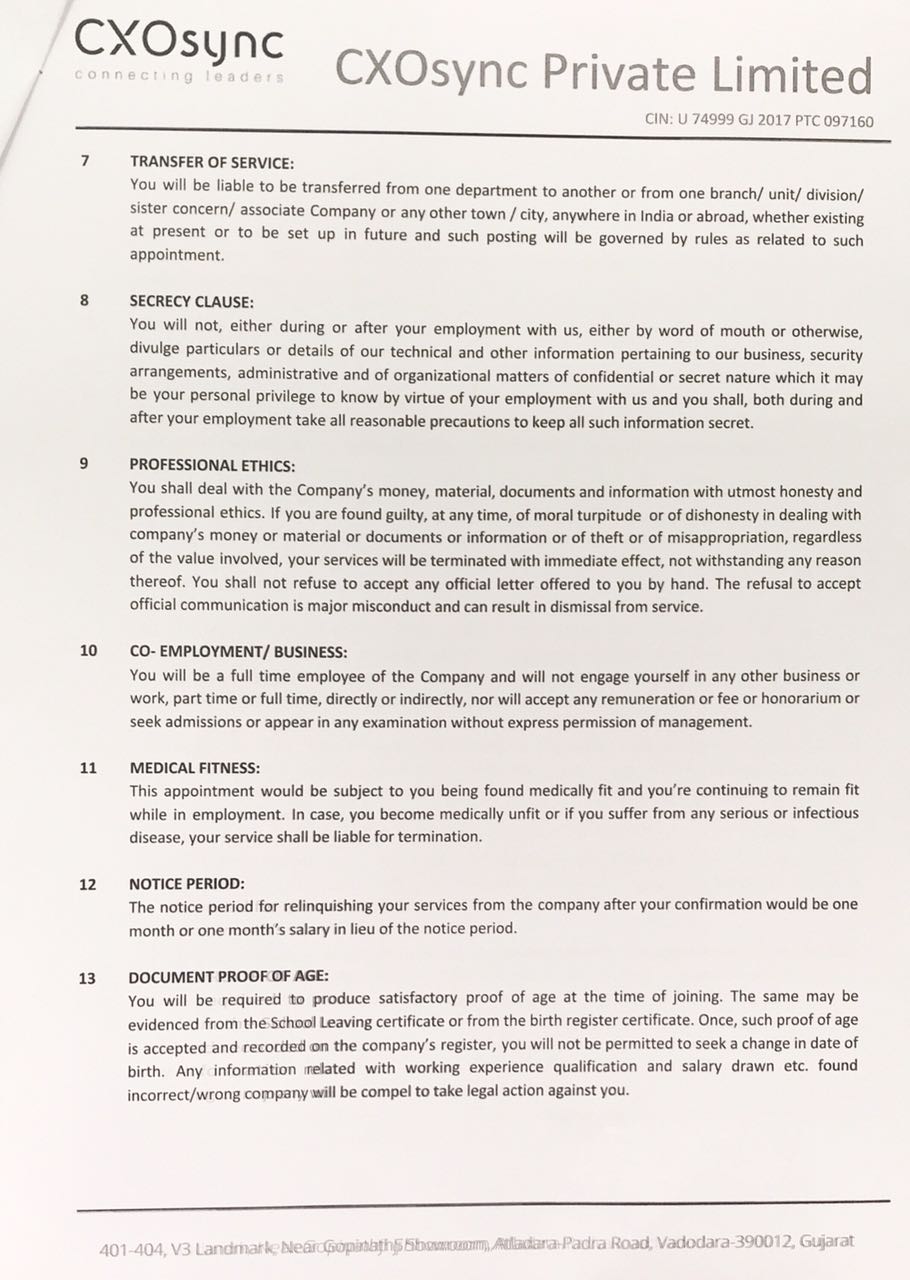 CXOsync
connecting leaders
CXOsync Private Limited
CIN: U 74999 GJ 2017 PTC 097160
7 TRANSFER OF SERVICE:
You will be liable to be transferred from one department to another or from one branch/ unit/ division/
sister concern/ associate Company or any other town / city, anywhere in India or abroad, whether existing
at present or to be set up in future and such posting will be governed by rules as related to such
appointment.
8 SECRECY CLAUSE:
You will not, either during or after your employment with us, either by word of mouth or otherwise,
divulge particulars or details of our technical and other information pertaining to our business, security
arrangements, administrative and of organizational matters of confidential or secret nature which it may
be your personal privilege to know by virtue of your employment with us and you shall, both during and
after your employment take all reasonable precautions to keep all such information secret.
9 PROFESSIONAL ETHICS:
You shall deal with the Company's money, material, documents and information with utmost honesty and
professional ethics. If you are found guilty, at any time, of moral turpitude or of dishonesty in dealing with
company's money or material or documents or information or of theft or of misappropriation, regardless
of the value involved, your services will be terminated with immediate effect, not withstanding any reason
thereof. You shall not refuse to accept any official letter offered to you by hand. The refusal to accept
official communication is major misconduct and can result in dismissal from service.
10 CO- EMPLOYMENT/ BUSINESS:
You will be a full time employee of the Company and will not engage yourself in any other business or
work, part time or full time, directly or indirectly, nor will accept any remuneration or fee or honorarium or
seek admissions or appear in any examination without express permission of management.
11 MEDICAL FITNESS:
This appointment would be subject to you being found medically fit and you're continuing to remain fit
while in employment. In case, you become medically unfit or if you suffer from any serious or infectious
disease, your service shall be liable for termination.
12 NOTICE PERIOD:
The notice period for relinquishing your services from the company after your confirmation would be one
month or one month's salary in lieu of the notice period.
13 DOCUMENT PROOF OF AGE:
You will be required to produce satisfactory proof of age at the time of joining. The same may be
evidenced from the School Leaving certificate or from the birth register certificate. Once, such proof of age
is accepted and recorded on the company's register, you will not be permitted to seek a change in date of
birth. Any information related with working experience qualification and salary drawn etc. found
incorrect/wrong company will be compel to take legal action against you.
401-404, V3 Landmark, Near Gopinathji Showroom, Atladara-Padra Road, Vadodara-390012, Gujarat